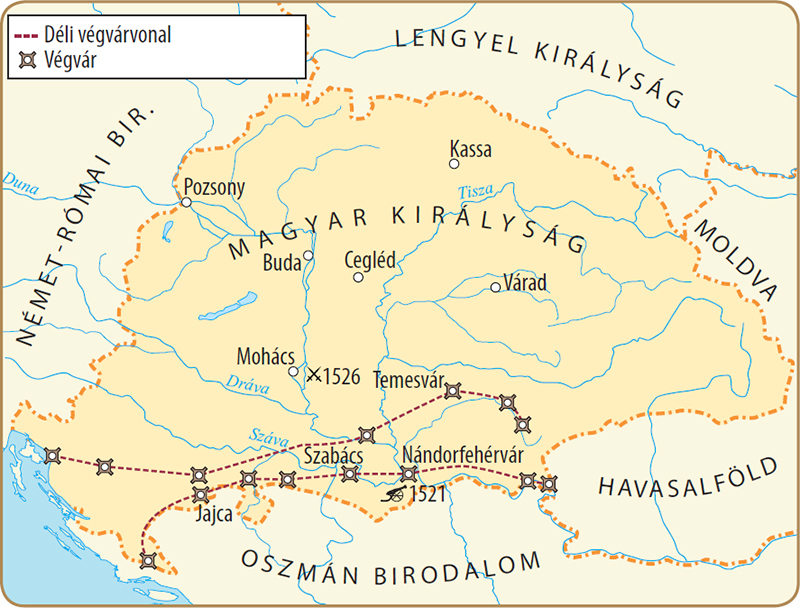 Déli végvárvonal
Végvár
LENGYEL KIRÁLYSÁG
NÉMET-RÓMAI BIR.
Duna
Pozsony
Kassa
Tisza
MAGYAR KIRÁLYSÁG
MOLDVA
Buda
Cegléd
Várad
Mohács
1526
Temesvár
Dráva
Száva
Szabács
Nándorfehérvár
1521
Jajca
HAVASALFÖLD
OSZMÁN BIRODALOM